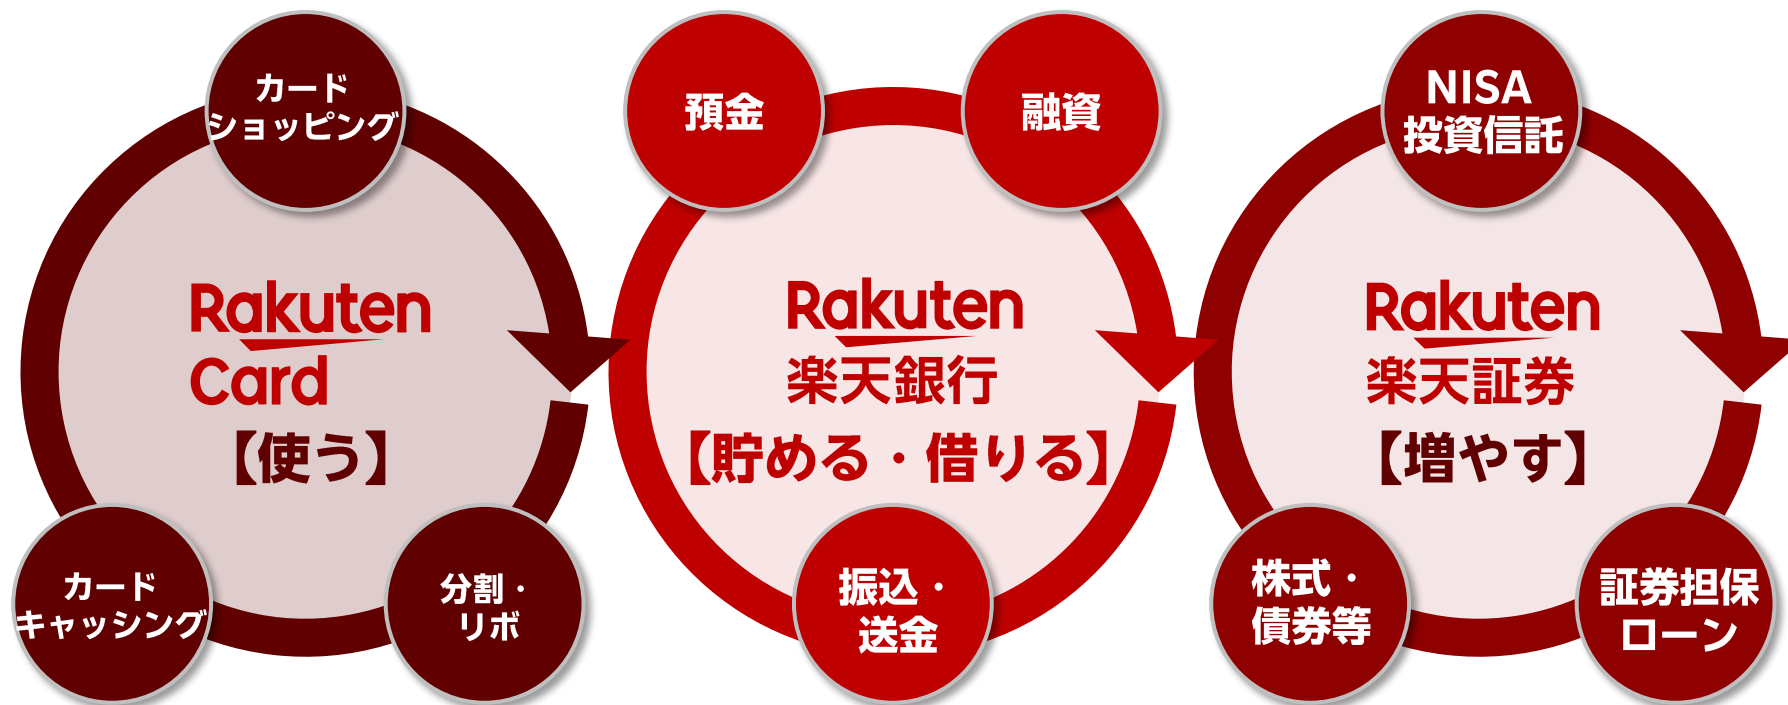 カード
ショッピング
Rakuten
Card
【使う】
カード
キャッシング
分割・
リボ
預金
融資
Rakuten
楽天銀行
【貯める・借りる】
振込・
送金
NISA
投資信託
Rakuten
楽天証券
【増やす】
株式・
債券等
証券担保
ローン